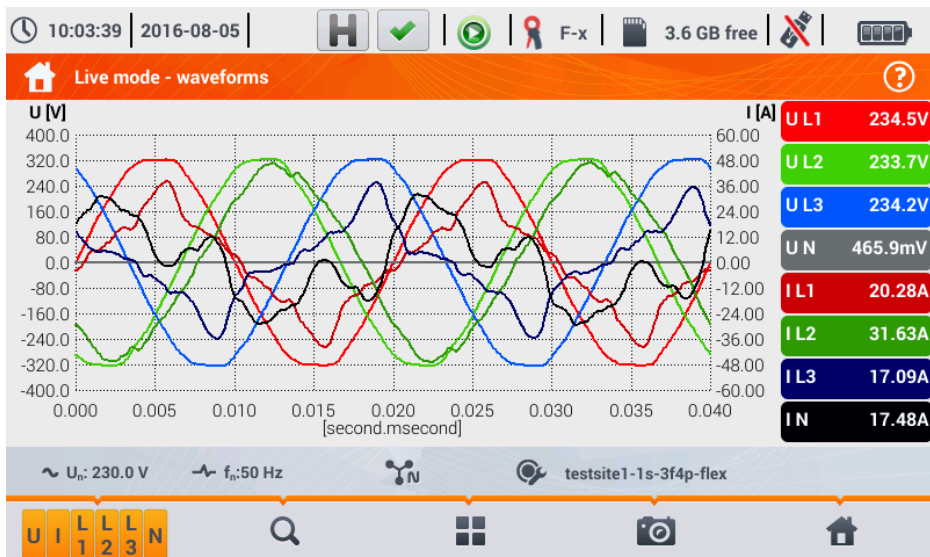 10:03:39 2016-08-05 H F-x 3.6 GB free
Live mode - waveforms ?
U [V] I [A]
400.0 60.00
320.0 48.00
240.0 36.00
160.0 24.00
80.0 12.00
0.0 0.00
-80.0 -12.00
-160.0 -24.00
-240.0 -36.00
-320.0 -48.00
-400.0 -60.00
0.000 0.005 0.010 0.015 0.020 0.025 0.030 0.035 0.040
[second.msecond]
U L1 234.5V
U L2 233.7V
U L3 234.2V
U N 465.9mV
I L1 20.28A
I L2 31.63A
I L3 17.09A
I N 17.48A
Un: 230.0 V fn:50 Hz N testsite1-1s-3f4p-flex
U I L1 L2 L3 N